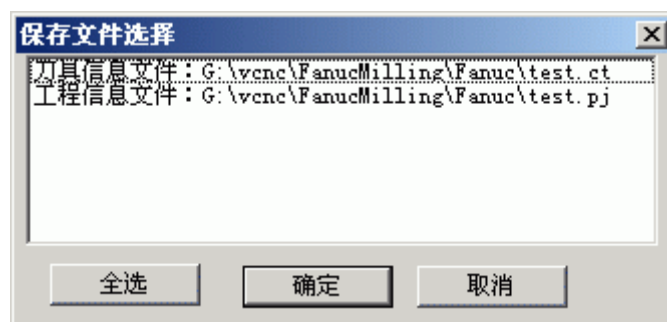 保存文件选择
刀具信息文件：G:\vcnc\FanucMilling\Fanuc\test.ct
工程信息文件：G:\vcnc\FanucMilling\Fanuc\test.pj
全选
确定
取消